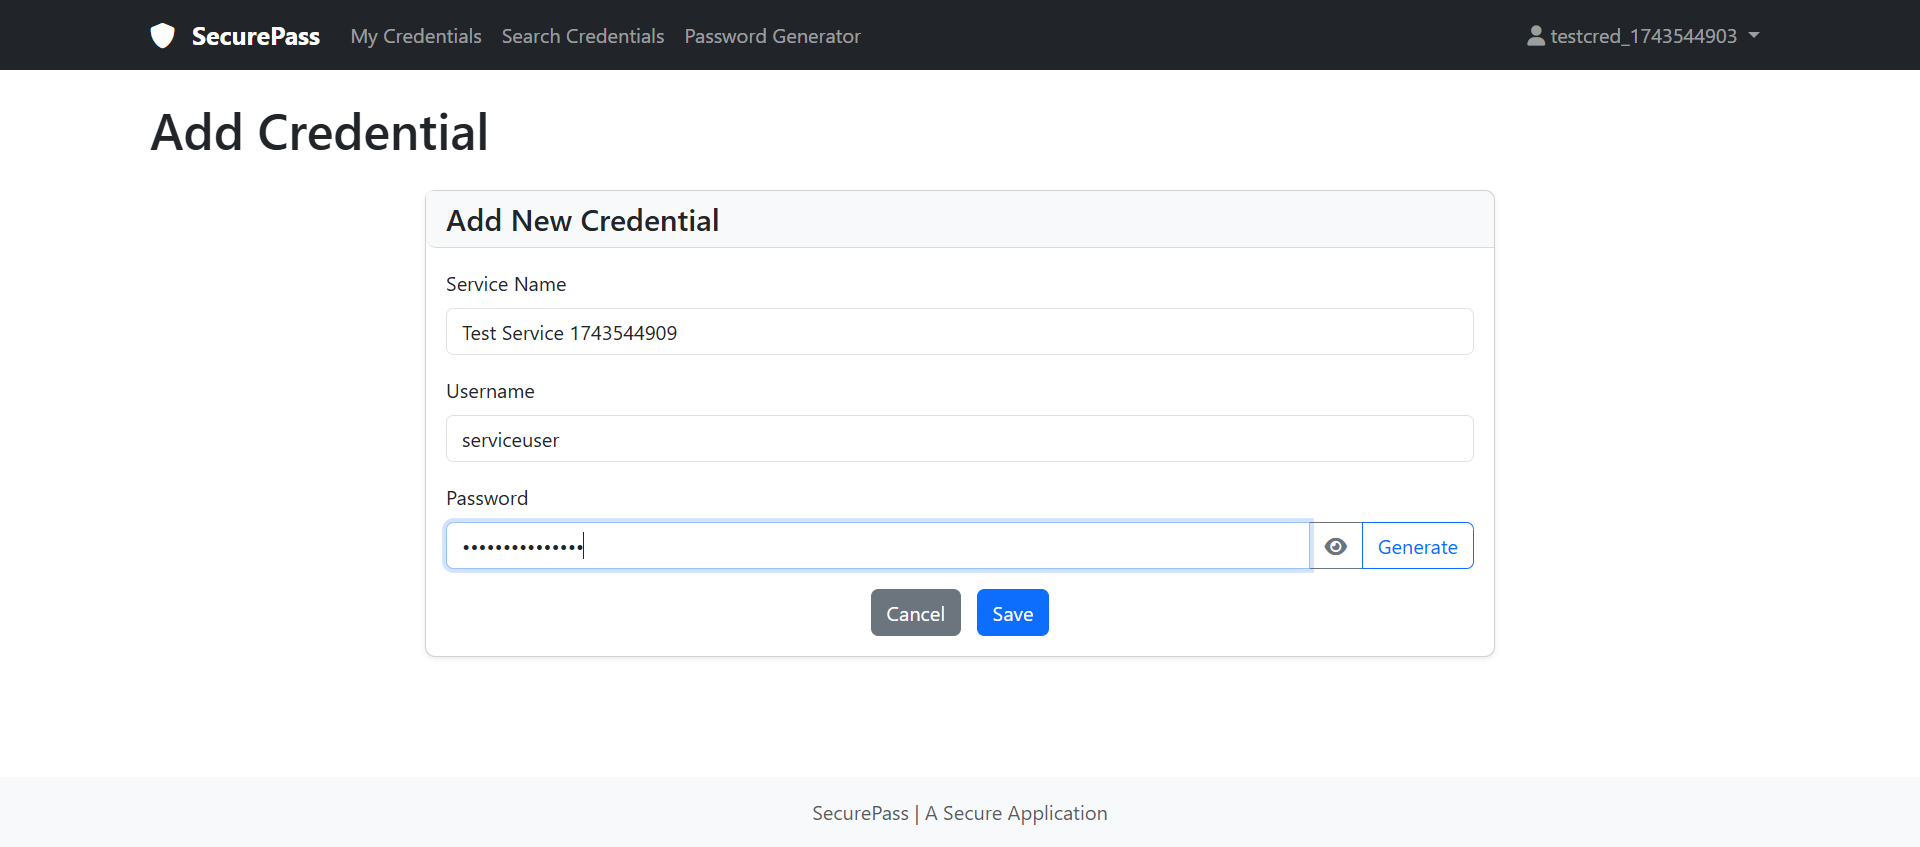 SecurePass My Credentials Search Credentials Password Generator testcred_1743544903
Add Credential
Add New Credential
Service Name
Test Service 1743544909
Username
serviceuser
Password
••••••••••••••• Generate
Cancel Save
SecurePass | A Secure Application